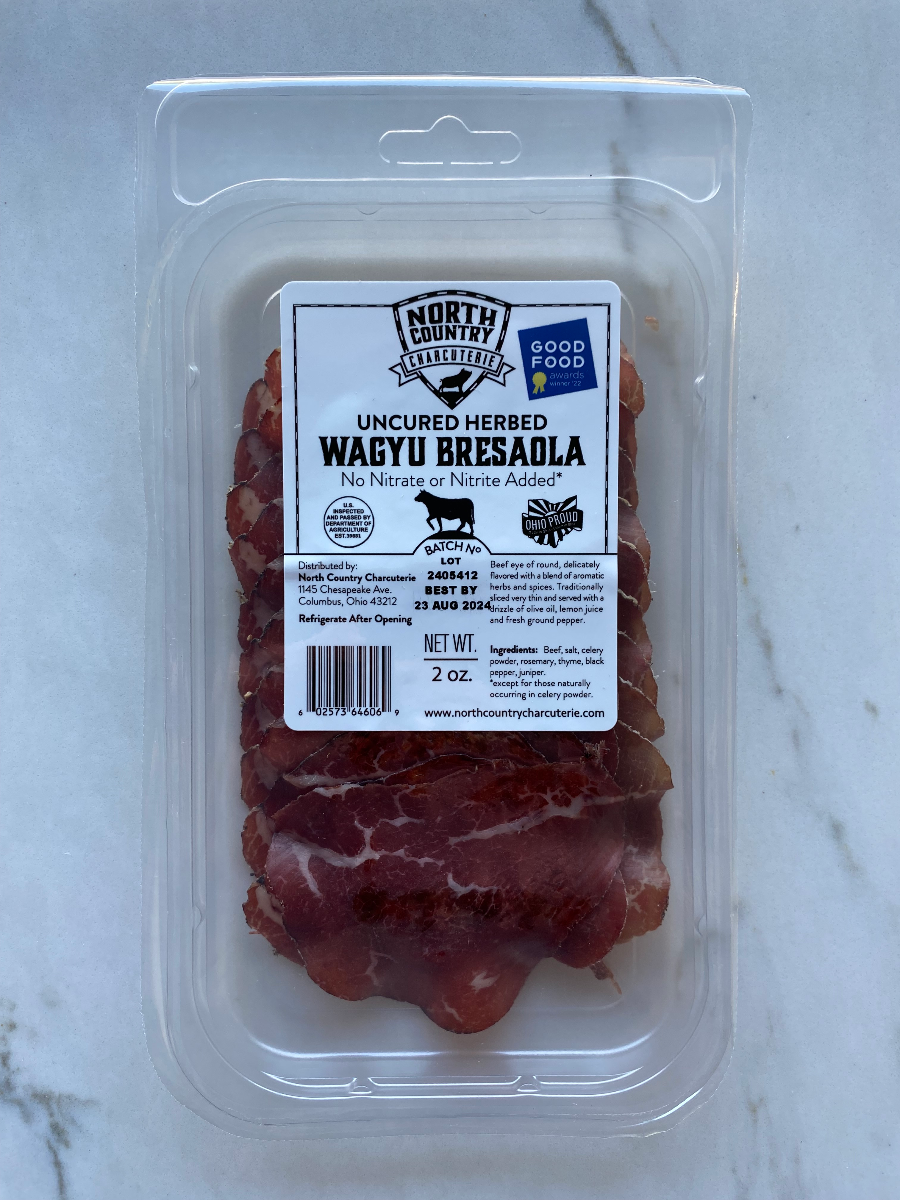 NORTH
COUNTRY
CHARCUTERIE
GOOD
FOOD
awards
winner '22
UNCURED HERBED
WAGYU BRESAOLA
No Nitrate or Nitrite Added*
U.S.
INSPECTED
AND PASSED BY
DEPARTMENT OF
AGRICULTURE
EST.39881
OHIO PROUD
BATCH Nº
LOT
2405412
BEST BY
23 AUG 2024
Distributed by:
North Country Charcuterie
1145 Chesapeake Ave.
Columbus, Ohio 43212
Refrigerate After Opening
Beef eye of round, delicately
flavored with a blend of aromatic
herbs and spices. Traditionally
sliced very thin and served with a
drizzle of olive oil, lemon juice
and fresh ground pepper.
NET WT.
2 oz.
Ingredients: Beef, salt, celery
powder, rosemary, thyme, black
pepper, juniper.
*except for those naturally
occurring in celery powder.
6 02573 64606 9
www.northcountrycharcuterie.com